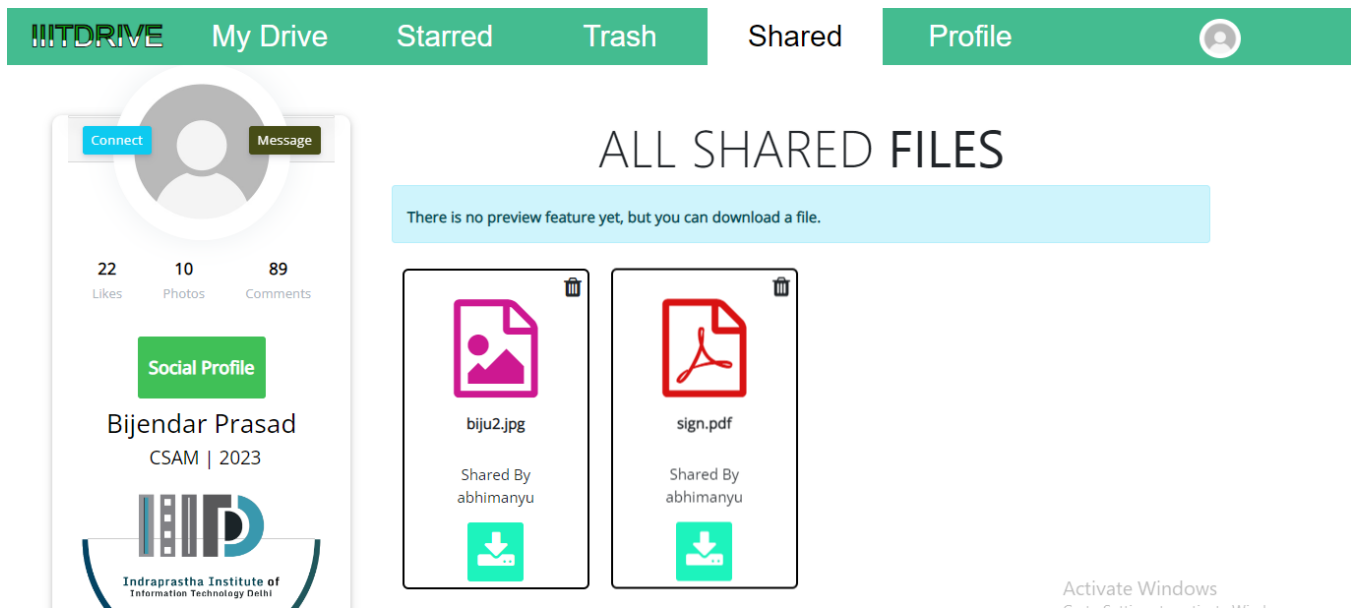 IIITDRIVE My Drive Starred Trash Shared Profile
Connect Message
22 10 89
Likes Photos Comments
Social Profile
Bijendar Prasad
CSAM | 2023
Indraprastha Institute of
Information Technology Delhi
ALL SHARED FILES
There is no preview feature yet, but you can download a file.
biju2.jpg
Shared By
abhimanyu
sign.pdf
Shared By
abhimanyu
Activate Windows